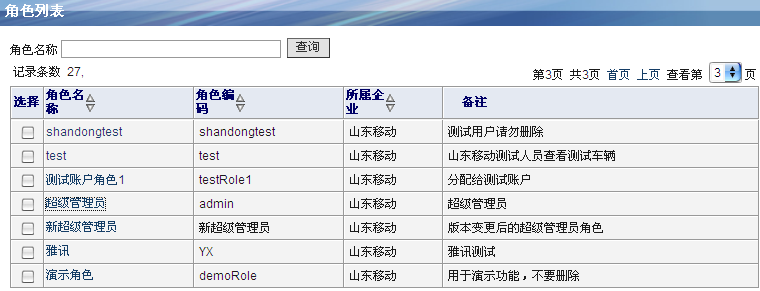 角色列表
角色名称 查询
记录条数 27, 第3页 共3页 首页 上页 查看第 3 页
选择 角色名称 角色编码 所属企业 备注
shandongtest shandongtest 山东移动 测试用户请勿删除
test test 山东移动 山东移动测试人员查看测试车辆
测试账户角色1 testRole1 山东移动 分配给测试账户
超级管理员 admin 山东移动 超级管理员
新超级管理员 新超级管理员 山东移动 版本变更后的超级管理员角色
雅讯 YX 山东移动 雅讯测试
演示角色 demoRole 山东移动 用于演示功能，不要删除